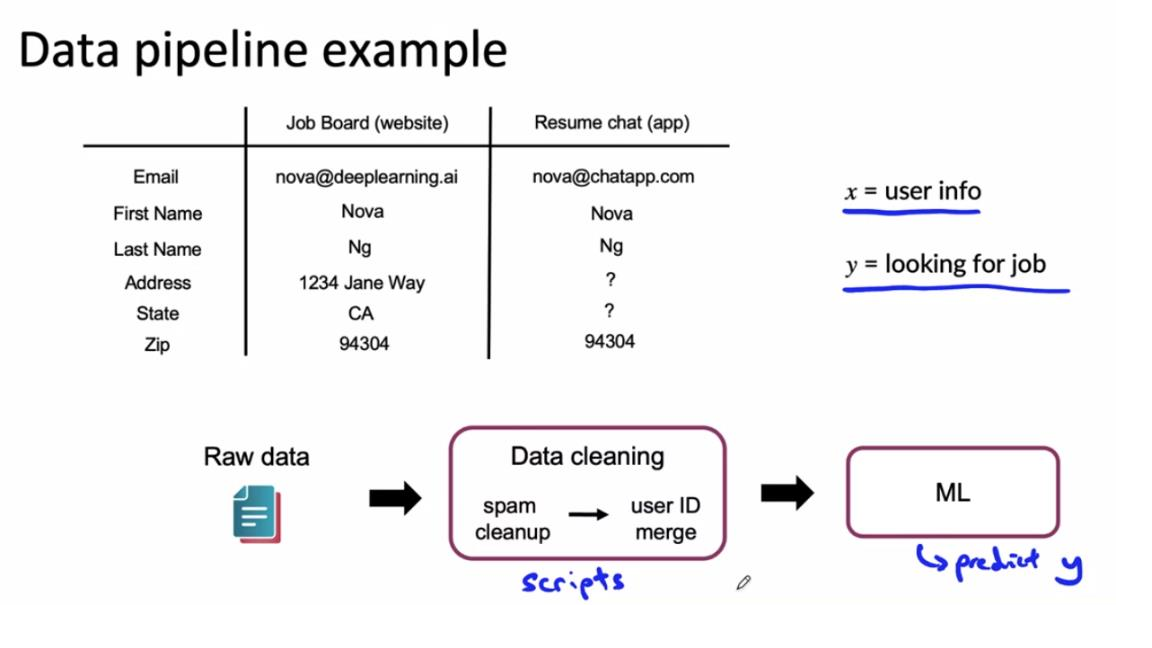 Data pipeline example
Job Board (website) Resume chat (app)
Email nova@deeplearning.ai nova@chatapp.com
First Name Nova Nova
Last Name Ng Ng
Address 1234 Jane Way ?
State CA ?
Zip 94304 94304
x = user info
y = looking for job
Raw data
Data cleaning
spam cleanup
user ID merge
scripts
ML
predict y